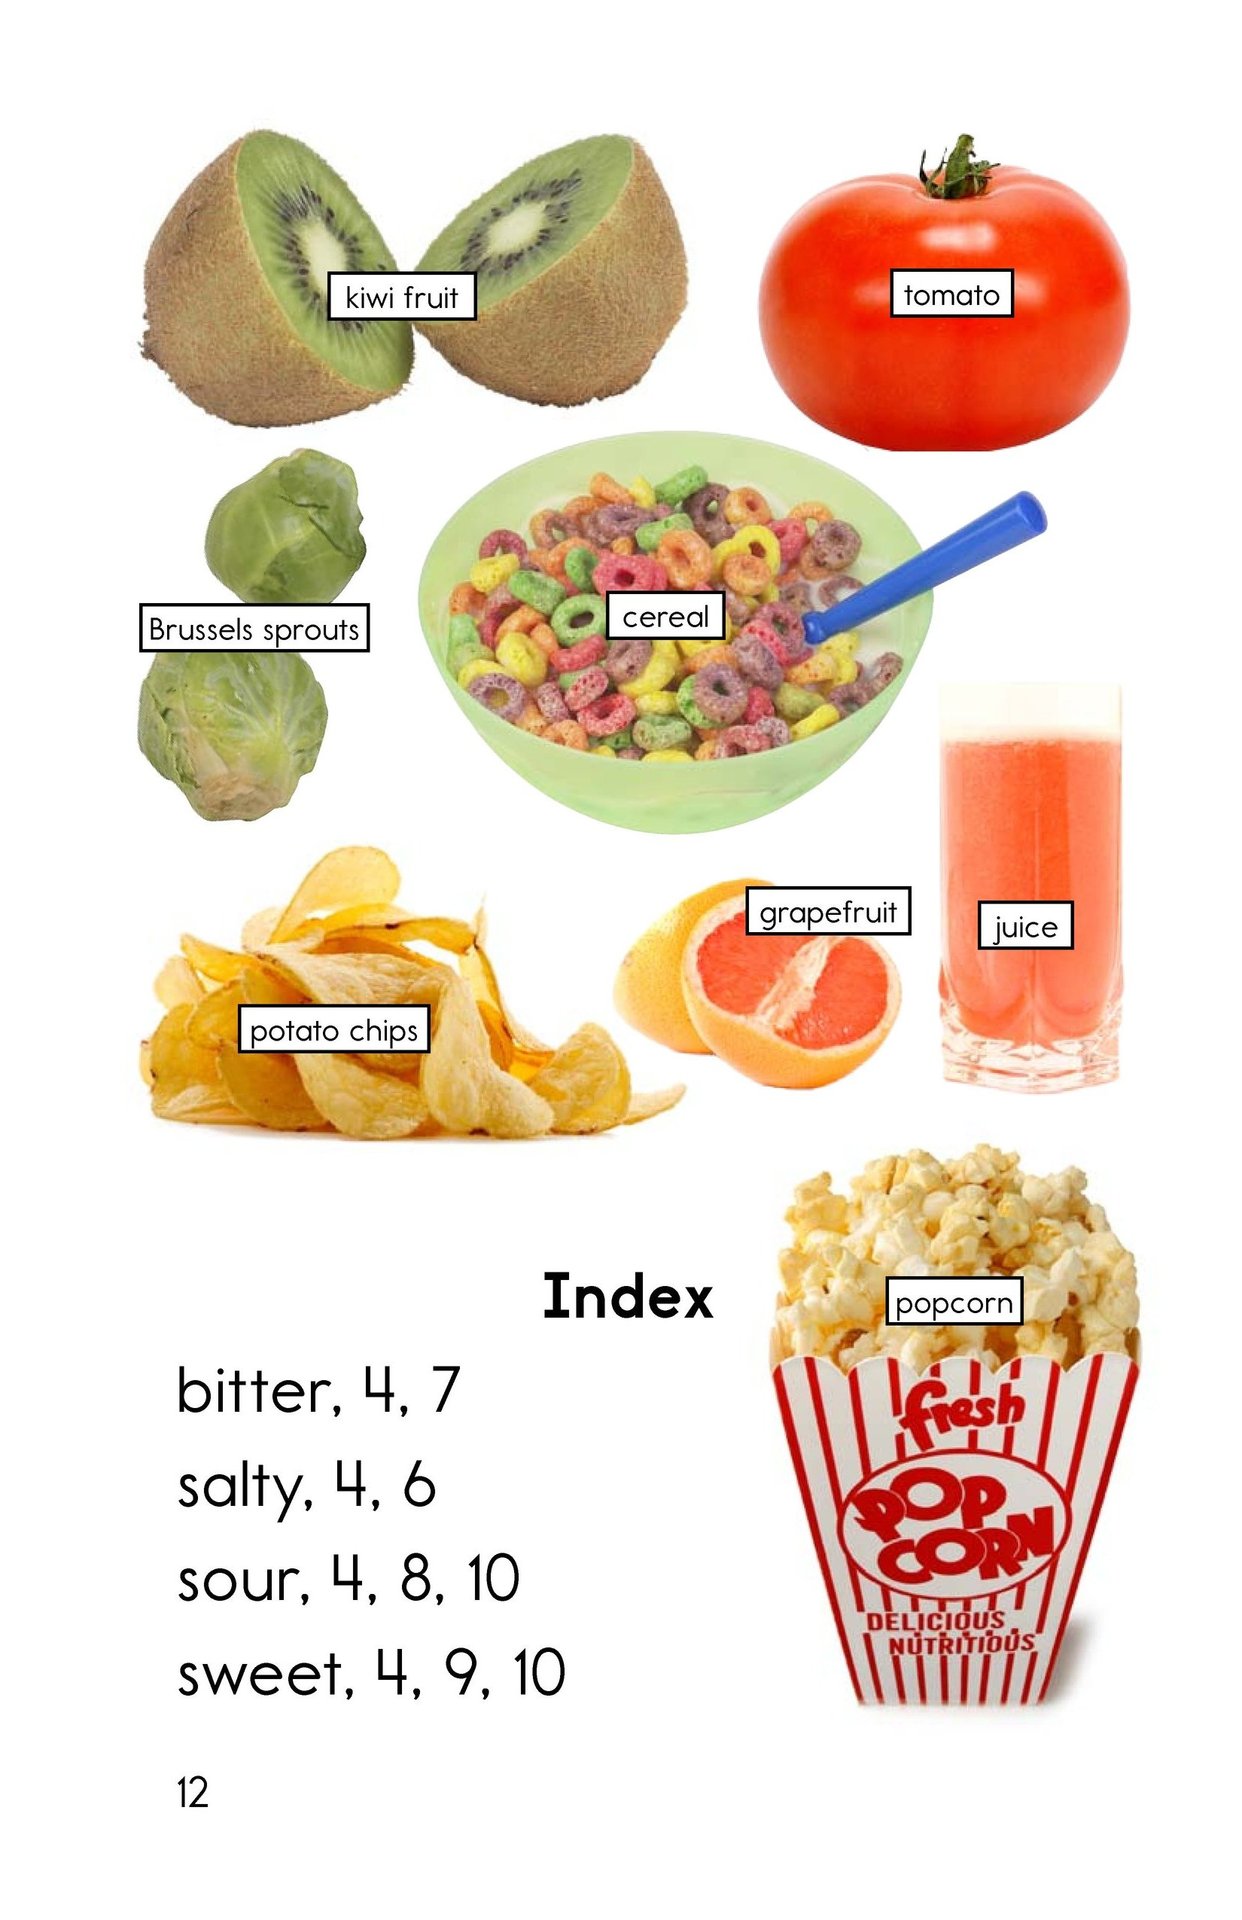 kiwi fruit
tomato
Brussels sprouts
cereal
grapefruit
juice
potato chips
popcorn
fresh
POP
CORN
DELICIOUS
NUTRITIOUS
Index
bitter, 4, 7
salty, 4, 6
sour, 4, 8, 10
sweet, 4, 9, 10
12